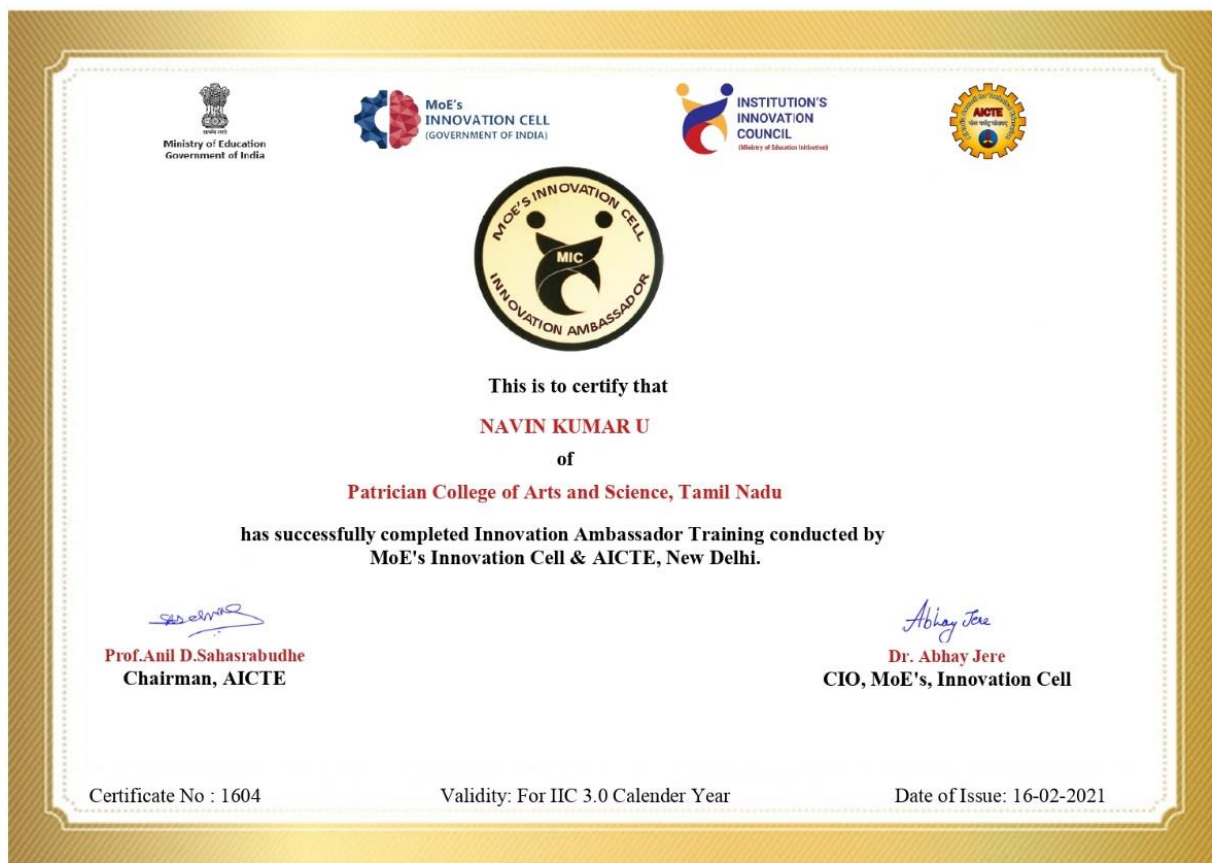 Ministry of Education
Government of India
MoE's
INNOVATION CELL
(GOVERNMENT OF INDIA)
INSTITUTION'S
INNOVATION
COUNCIL
(Ministry of Education Initiative)
AICTE
MOE'S INNOVATION CELL
MIC
INNOVATION AMBASSADOR
This is to certify that
NAVIN KUMAR U
of
Patrician College of Arts and Science, Tamil Nadu
has successfully completed Innovation Ambassador Training conducted by
MoE's Innovation Cell & AICTE, New Delhi.
Abhay Jere
Prof.Anil D.Sahasrabudhe
Chairman, AICTE
Dr. Abhay Jere
CIO, MoE's, Innovation Cell
Certificate No : 1604
Validity: For IIC 3.0 Calender Year
Date of Issue: 16-02-2021